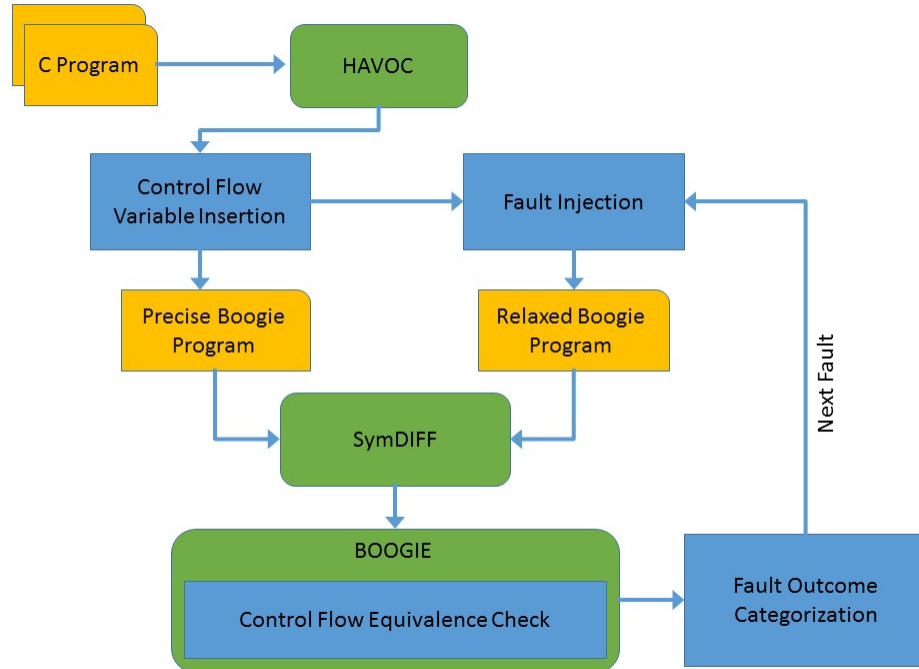 C Program
HAVOC
Control Flow
Variable Insertion
Fault Injection
Precise Boogie
Program
Relaxed Boogie
Program
Next Fault
SymDIFF
BOOGIE
Control Flow Equivalence Check
Fault Outcome
Categorization